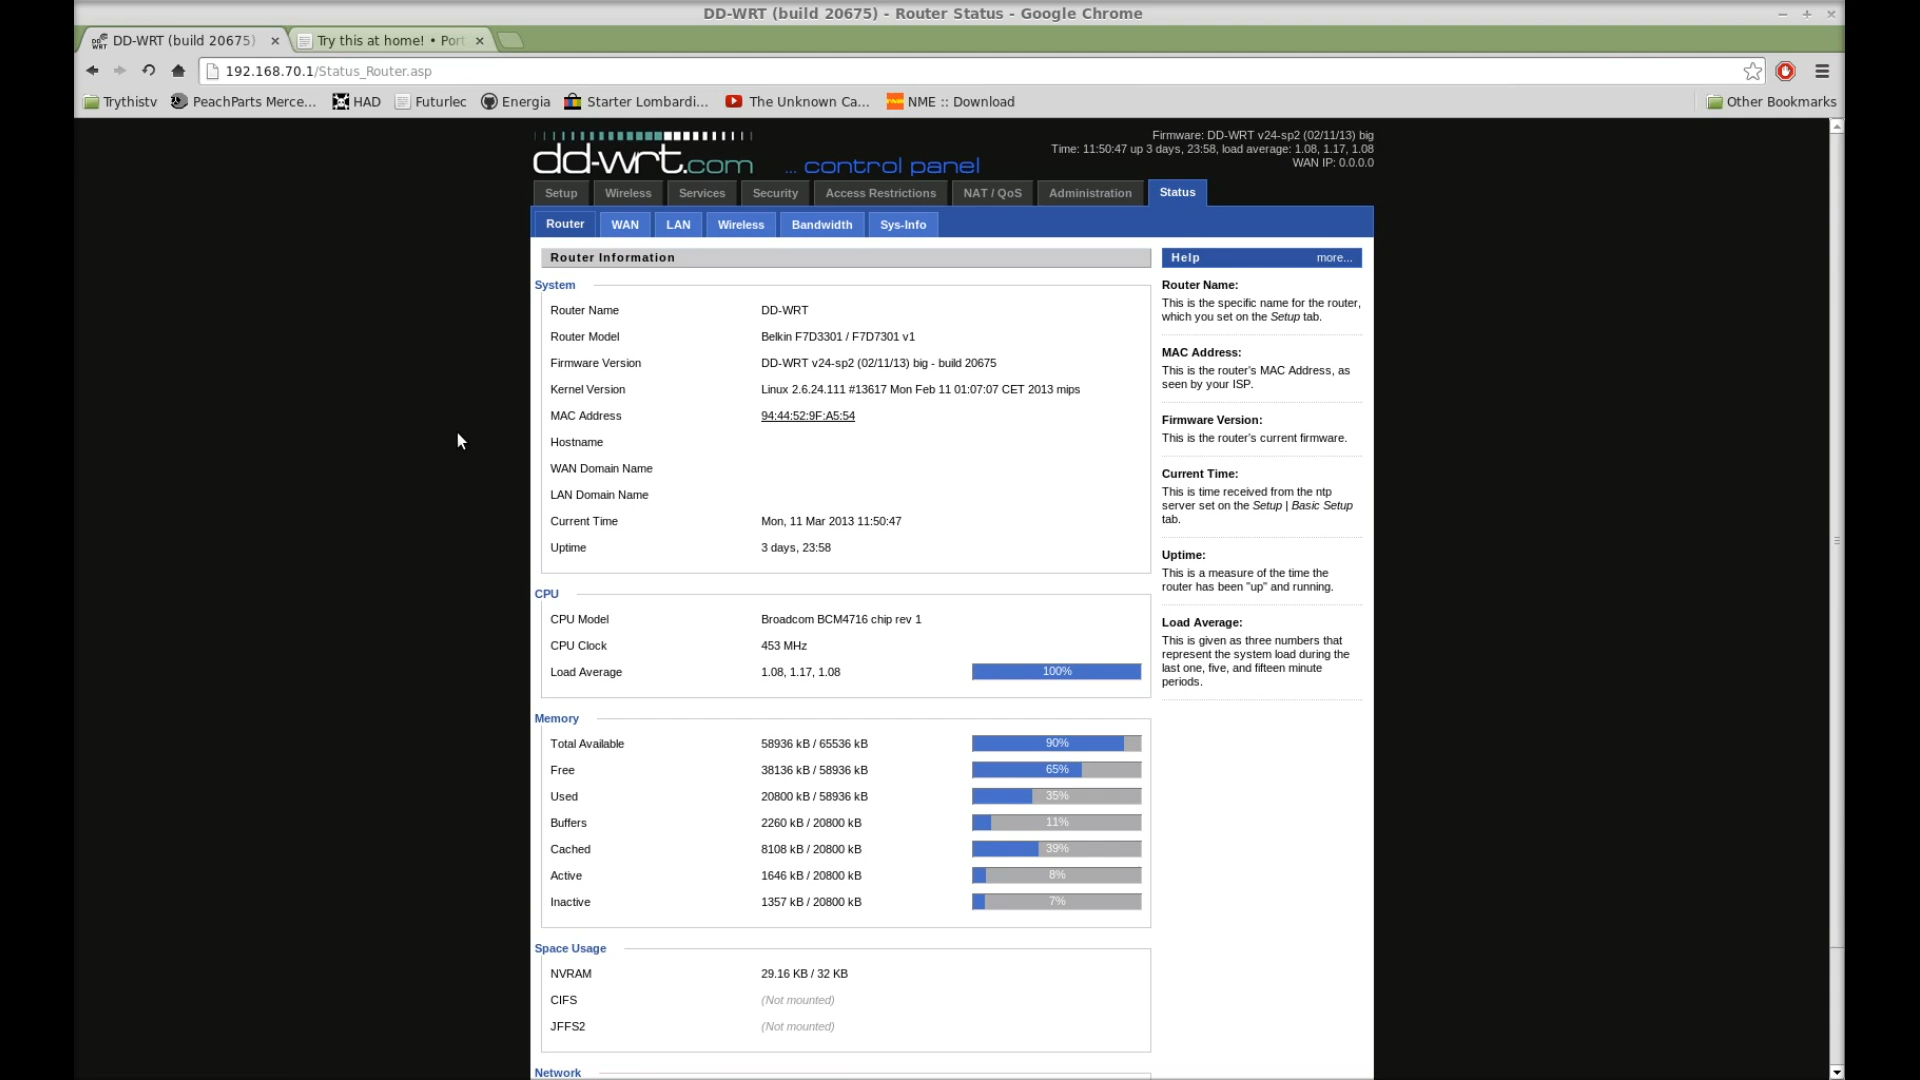 DD-WRT (build 20675) - Router Status - Google Chrome
DD-WRT (build 20675)
Try this at home! • Port
192.168.70.1/Status_Router.asp
Trythistv
PeachParts Merce...
HAD
Futurlec
Energia
Starter Lombardi...
The Unknown Ca...
NME :: Download
Other Bookmarks
dd-wrt.com ... control panel
Firmware: DD-WRT v24-sp2 (02/11/13) big
Time: 11:50:47 up 3 days, 23:58, load average: 1.08, 1.17, 1.08
WAN IP: 0.0.0.0
Setup Wireless Services Security Access Restrictions NAT / QoS Administration Status
Router WAN LAN Wireless Bandwidth Sys-Info
Router Information
System
Router Name DD-WRT
Router Model Belkin F7D3301 / F7D7301 v1
Firmware Version DD-WRT v24-sp2 (02/11/13) big - build 20675
Kernel Version Linux 2.6.24.111 #13617 Mon Feb 11 01:07:07 CET 2013 mips
MAC Address 94:44:52:9F:A5:54
Hostname
WAN Domain Name
LAN Domain Name
Current Time Mon, 11 Mar 2013 11:50:47
Uptime 3 days, 23:58
CPU
CPU Model Broadcom BCM4716 chip rev 1
CPU Clock 453 MHz
Load Average 1.08, 1.17, 1.08 100%
Memory
Total Available 58936 kB / 65536 kB 90%
Free 38136 kB / 58936 kB 65%
Used 20800 kB / 58936 kB 35%
Buffers 2260 kB / 20800 kB 11%
Cached 8108 kB / 20800 kB 39%
Active 1646 kB / 20800 kB 8%
Inactive 1357 kB / 20800 kB 7%
Space Usage
NVRAM 29.16 KB / 32 KB
CIFS (Not mounted)
JFFS2 (Not mounted)
Network
Help more...
Router Name:
This is the specific name for the router,
which you set on the Setup tab.
MAC Address:
This is the router's MAC Address, as
seen by your ISP.
Firmware Version:
This is the router's current firmware.
Current Time:
This is time received from the ntp
server set on the Setup | Basic Setup
tab.
Uptime:
This is a measure of the time the
router has been "up" and running.
Load Average:
This is given as three numbers that
represent the system load during the
last one, five, and fifteen minute
periods.